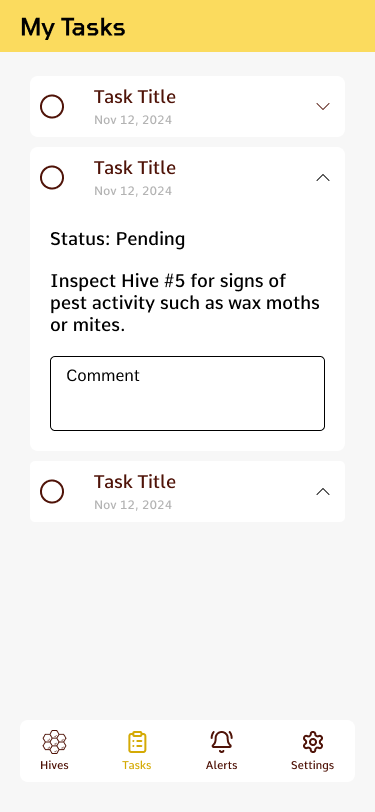 My Tasks
Task Title
Nov 12, 2024
Task Title
Nov 12, 2024
Status: Pending
Inspect Hive #5 for signs of
pest activity such as wax moths
or mites.
Comment
Task Title
Nov 12, 2024
Hives
Tasks
Alerts
Settings